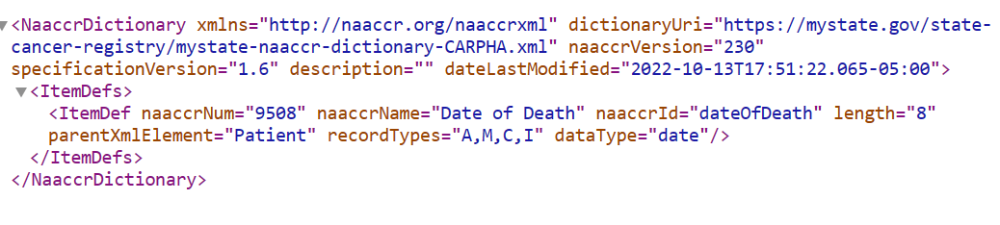 <NaaccrDictionary xmlns="http://naaccr.org/naaccrxml" dictionaryUri="https://mystate.gov/state-
cancer-registry/mystate-naaccr-dictionary-CARPHA.xml" naaccrVersion="230"
specificationVersion="1.6" description="" dateLastModified="2022-10-13T17:51:22.065-05:00">
<ItemDefs>
<ItemDef naaccrNum="9508" naaccrName="Date of Death" naaccrId="dateOfDeath" length="8"
parentXmlElement="Patient" recordTypes="A,M,C,I" dataType="date"/>
</ItemDefs>
</NaaccrDictionary>